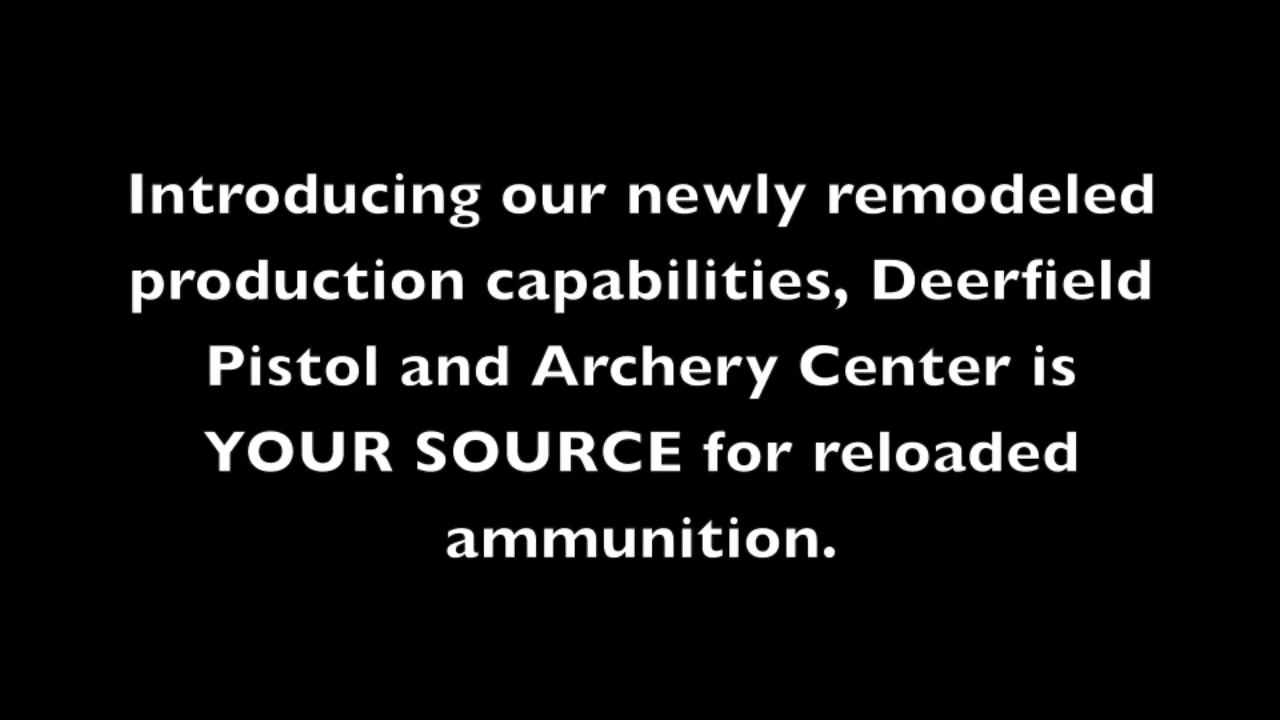 Introducing our newly remodeled
production capabilities, Deerfield
Pistol and Archery Center is
YOUR SOURCE for reloaded
ammunition.